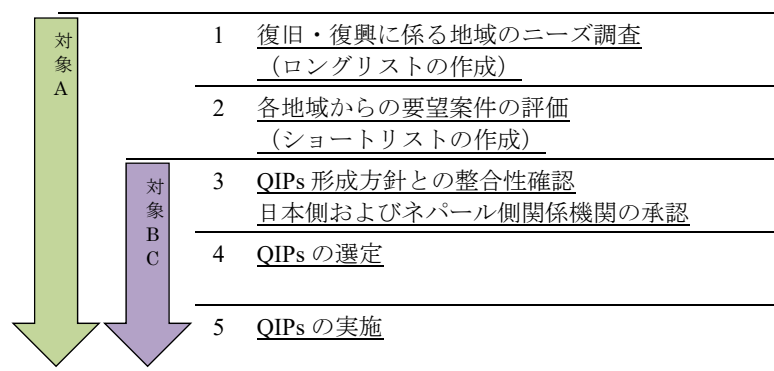 対象A
対象BC
1 復旧・復興に係る地域のニーズ調査
（ロングリストの作成）
2 各地域からの要望案件の評価
（ショートリストの作成）
3 QIPs 形成方針との整合性確認
日本側およびネパール側関係機関の承認
4 QIPs の選定
5 QIPs の実施